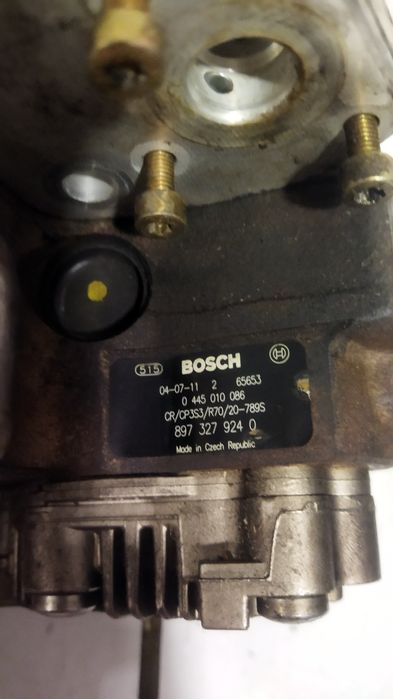 515 BOSCH
04-07-11 2 65653
0 445 010 086
CR/CP3S3/R70/20-789S
897 327 924 0
Made in Czech Republic